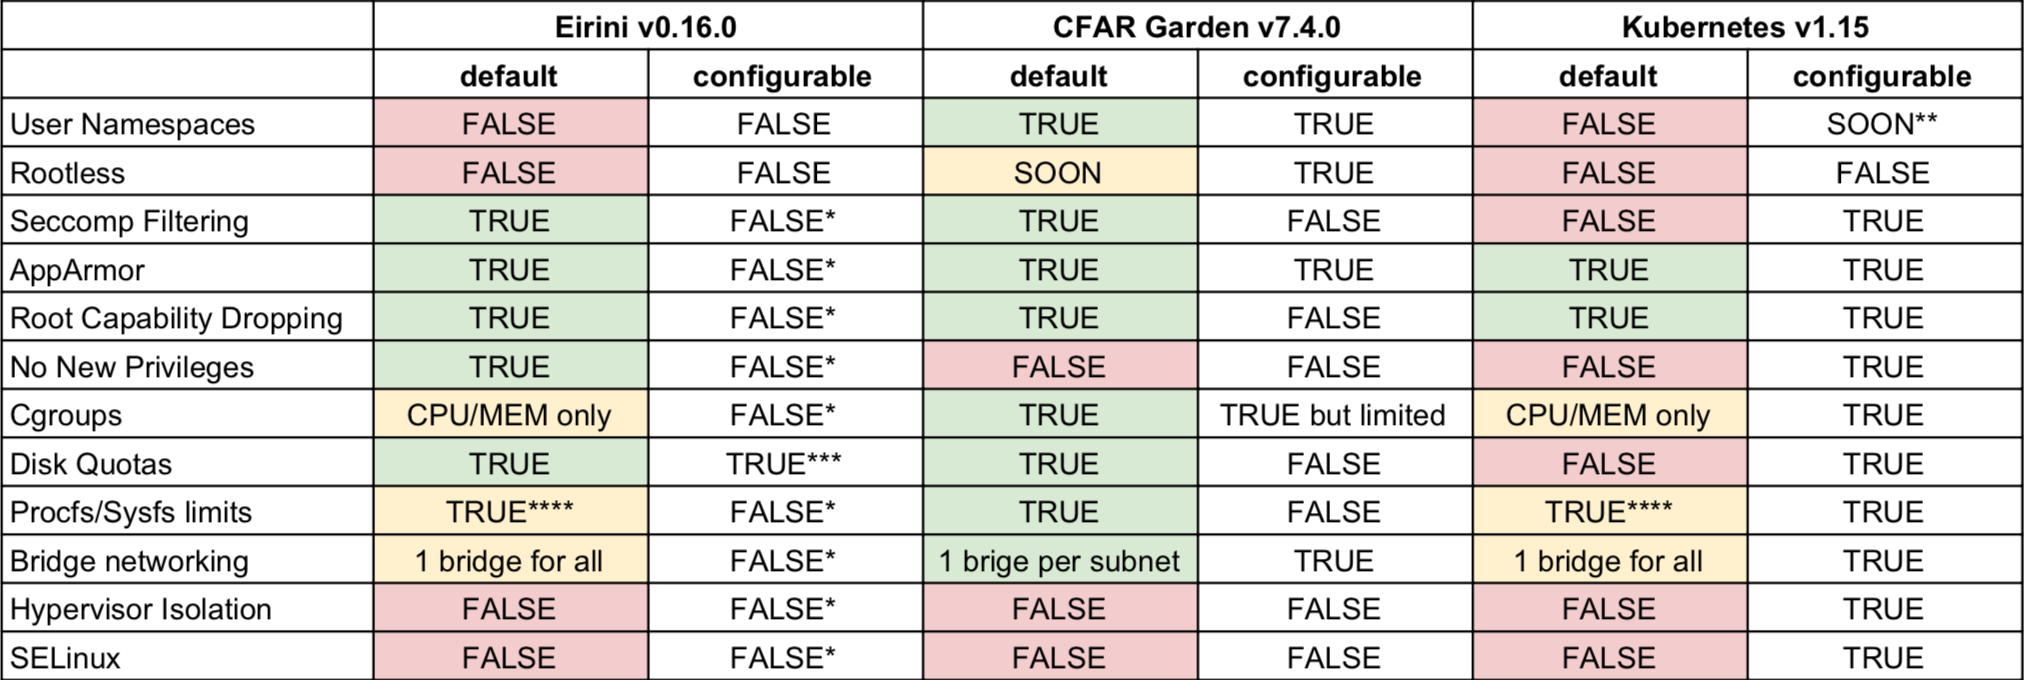 Eirini v0.16.0 CFAR Garden v7.4.0 Kubernetes v1.15
default configurable default configurable default configurable
User Namespaces FALSE FALSE TRUE TRUE FALSE SOON**
Rootless FALSE FALSE SOON TRUE FALSE FALSE
Seccomp Filtering TRUE FALSE* TRUE FALSE FALSE TRUE
AppArmor TRUE FALSE* TRUE TRUE TRUE TRUE
Root Capability Dropping TRUE FALSE* TRUE FALSE TRUE TRUE
No New Privileges TRUE FALSE* FALSE FALSE FALSE TRUE
Cgroups CPU/MEM only FALSE* TRUE TRUE but limited CPU/MEM only TRUE
Disk Quotas TRUE TRUE*** TRUE FALSE FALSE TRUE
Procfs/Sysfs limits TRUE**** FALSE* TRUE FALSE TRUE**** TRUE
Bridge networking 1 bridge for all FALSE* 1 brige per subnet TRUE 1 bridge for all TRUE
Hypervisor Isolation FALSE FALSE* FALSE FALSE FALSE TRUE
SELinux FALSE FALSE* FALSE FALSE FALSE TRUE